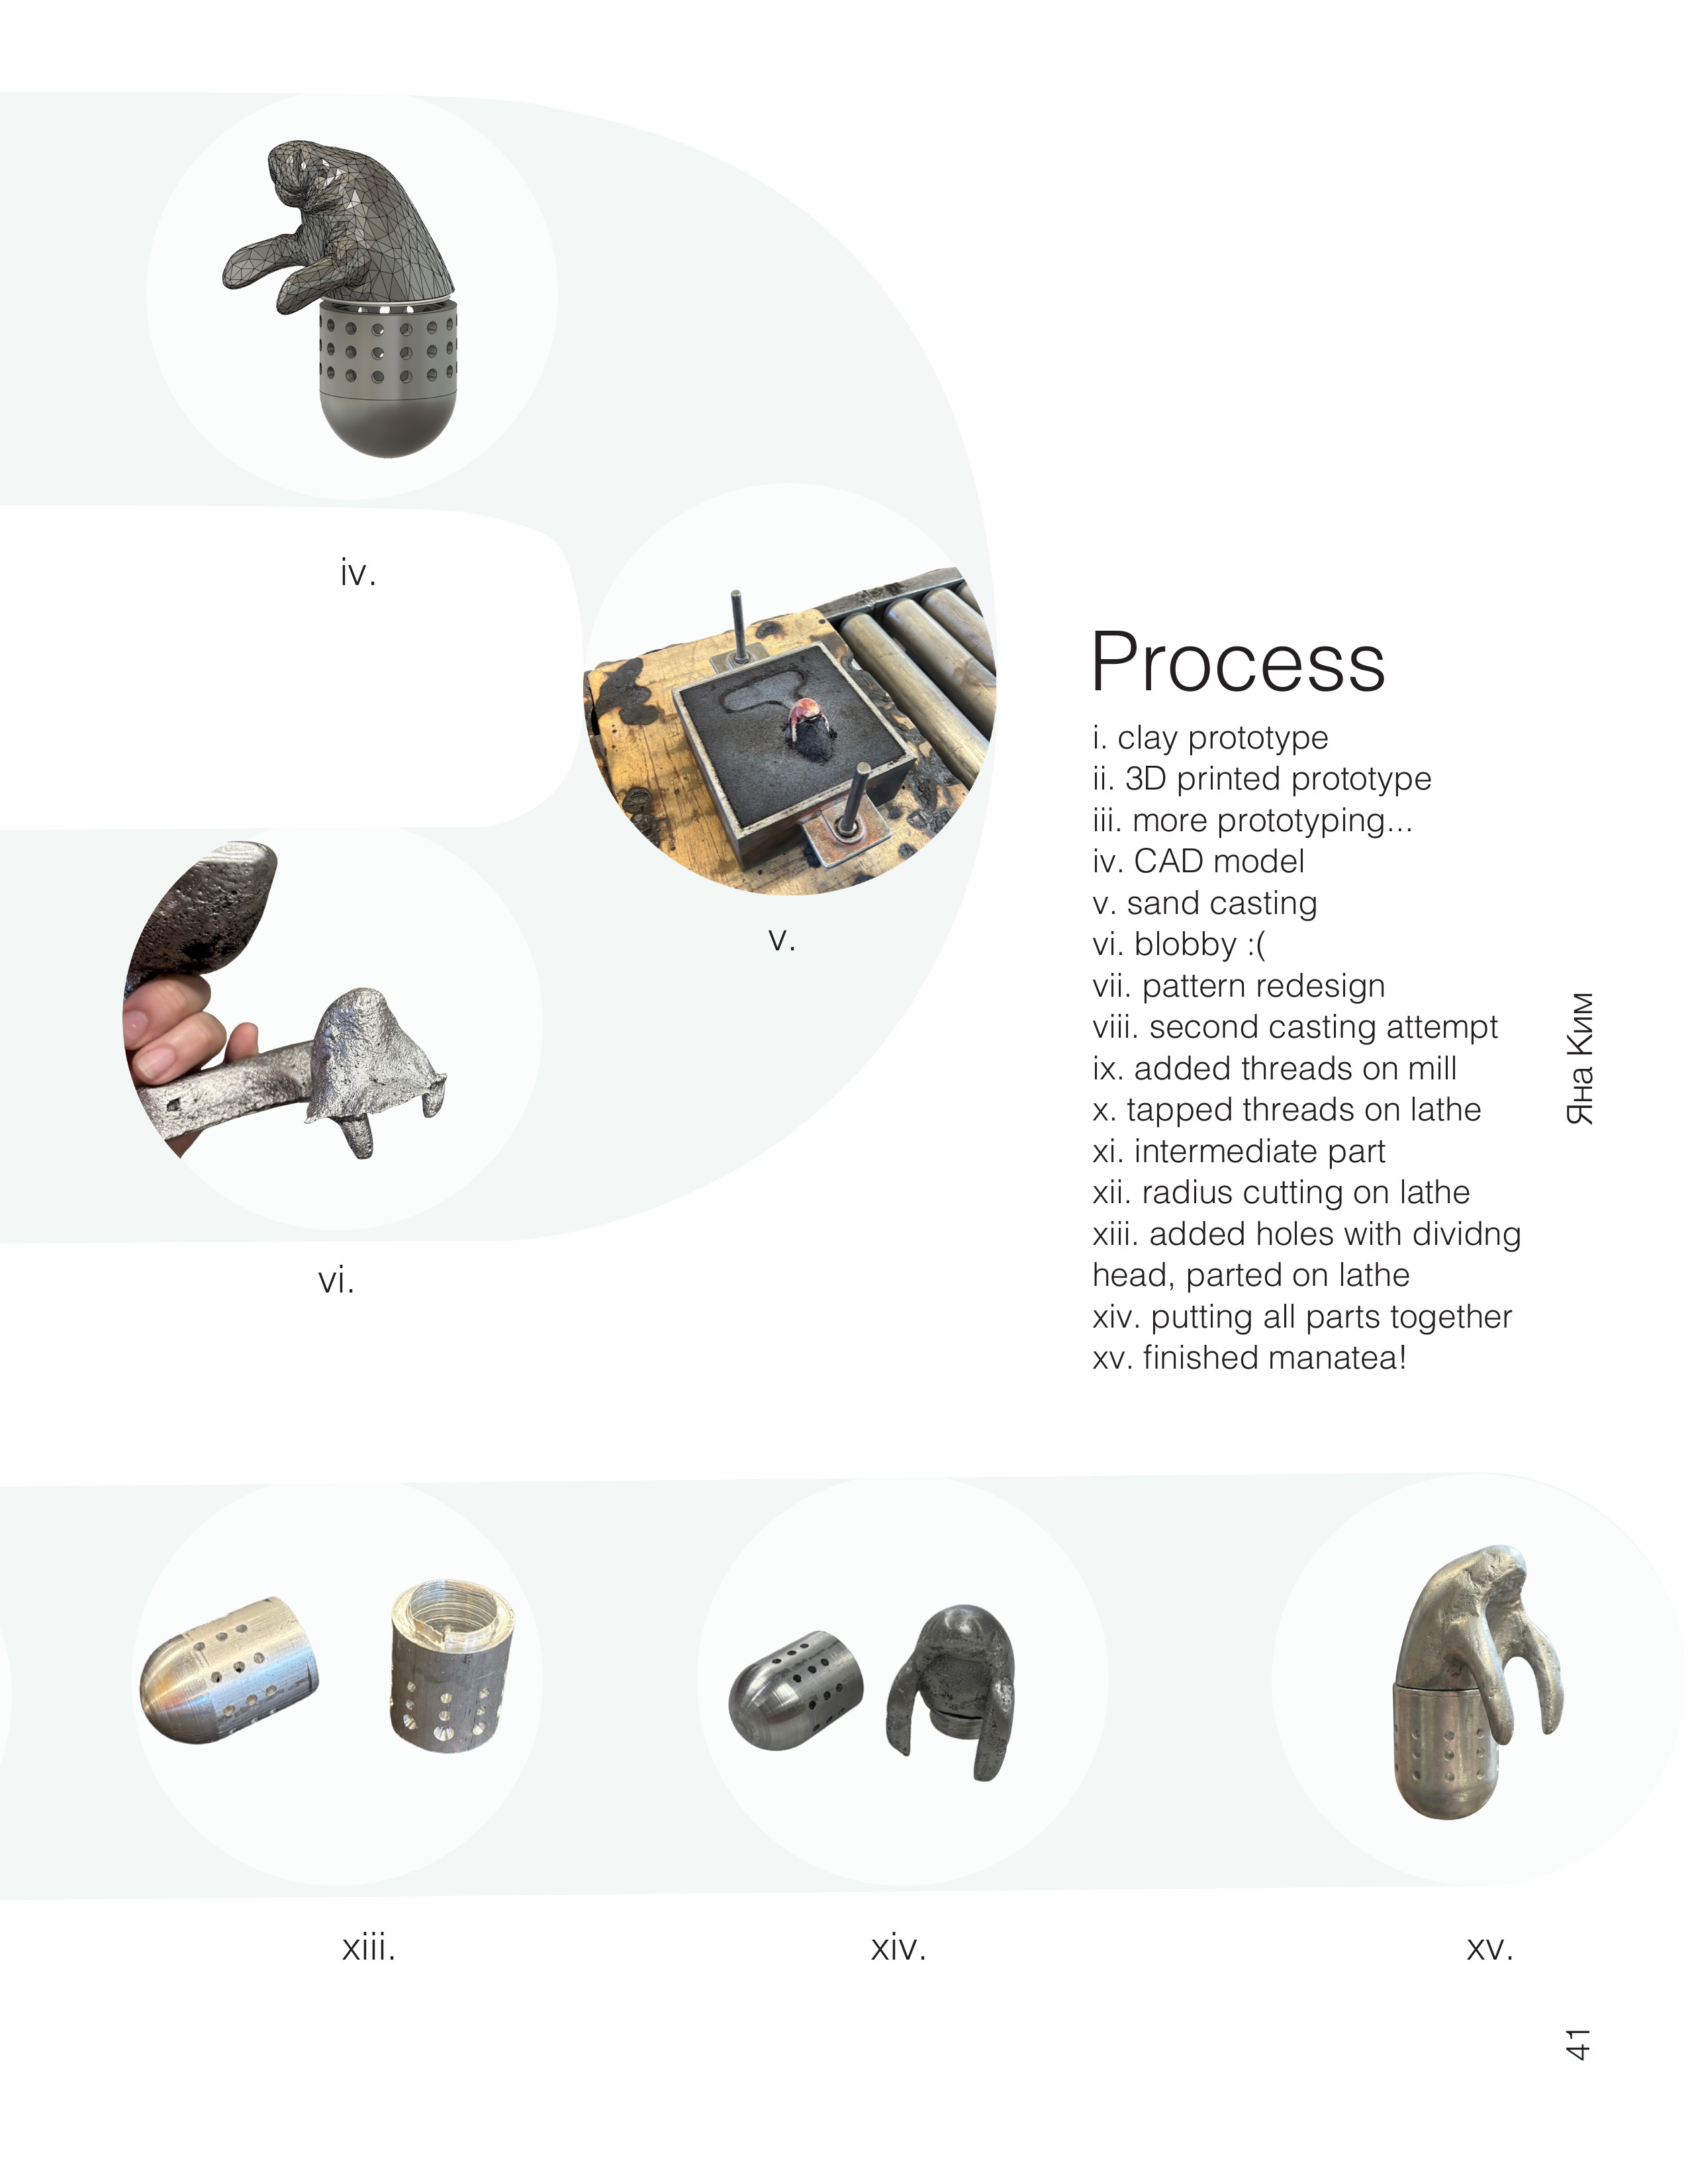 iv.
v.
vi.
Process
i. clay prototype
ii. 3D printed prototype
iii. more prototyping...
iv. CAD model
v. sand casting
vi. blobby :(
vii. pattern redesign
viii. second casting attempt
ix. added threads on mill
x. tapped threads on lathe
xi. intermediate part
xii. radius cutting on lathe
xiii. added holes with dividng
head, parted on lathe
xiv. putting all parts together
xv. finished manatea!
Яна Ким
xiii.
xiv.
xv.
41